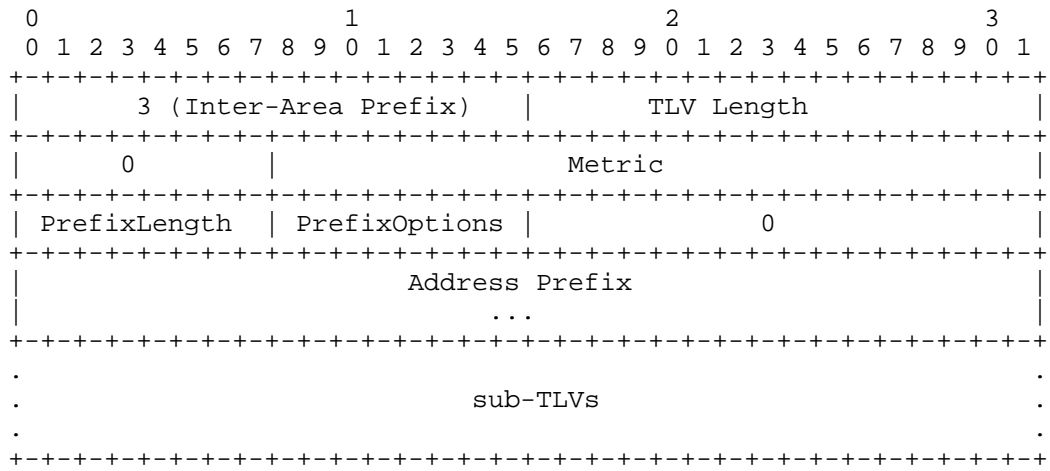 0                   1                   2                   3
 0 1 2 3 4 5 6 7 8 9 0 1 2 3 4 5 6 7 8 9 0 1 2 3 4 5 6 7 8 9 0 1
+-+-+-+-+-+-+-+-+-+-+-+-+-+-+-+-+-+-+-+-+-+-+-+-+-+-+-+-+-+-+-+-+
|       3 (Inter-Area Prefix)   |       TLV Length              |
+-+-+-+-+-+-+-+-+-+-+-+-+-+-+-+-+-+-+-+-+-+-+-+-+-+-+-+-+-+-+-+-+
|      0        |                  Metric                       |
+-+-+-+-+-+-+-+-+-+-+-+-+-+-+-+-+-+-+-+-+-+-+-+-+-+-+-+-+-+-+-+-+
| PrefixLength  | PrefixOptions |              0                |
+-+-+-+-+-+-+-+-+-+-+-+-+-+-+-+-+-+-+-+-+-+-+-+-+-+-+-+-+-+-+-+-+
|                        Address Prefix                         |
|                             ...                               |
+-+-+-+-+-+-+-+-+-+-+-+-+-+-+-+-+-+-+-+-+-+-+-+-+-+-+-+-+-+-+-+-+
.                                                               .
.                            sub-TLVs                           .
.                                                               .
+-+-+-+-+-+-+-+-+-+-+-+-+-+-+-+-+-+-+-+-+-+-+-+-+-+-+-+-+-+-+-+-+